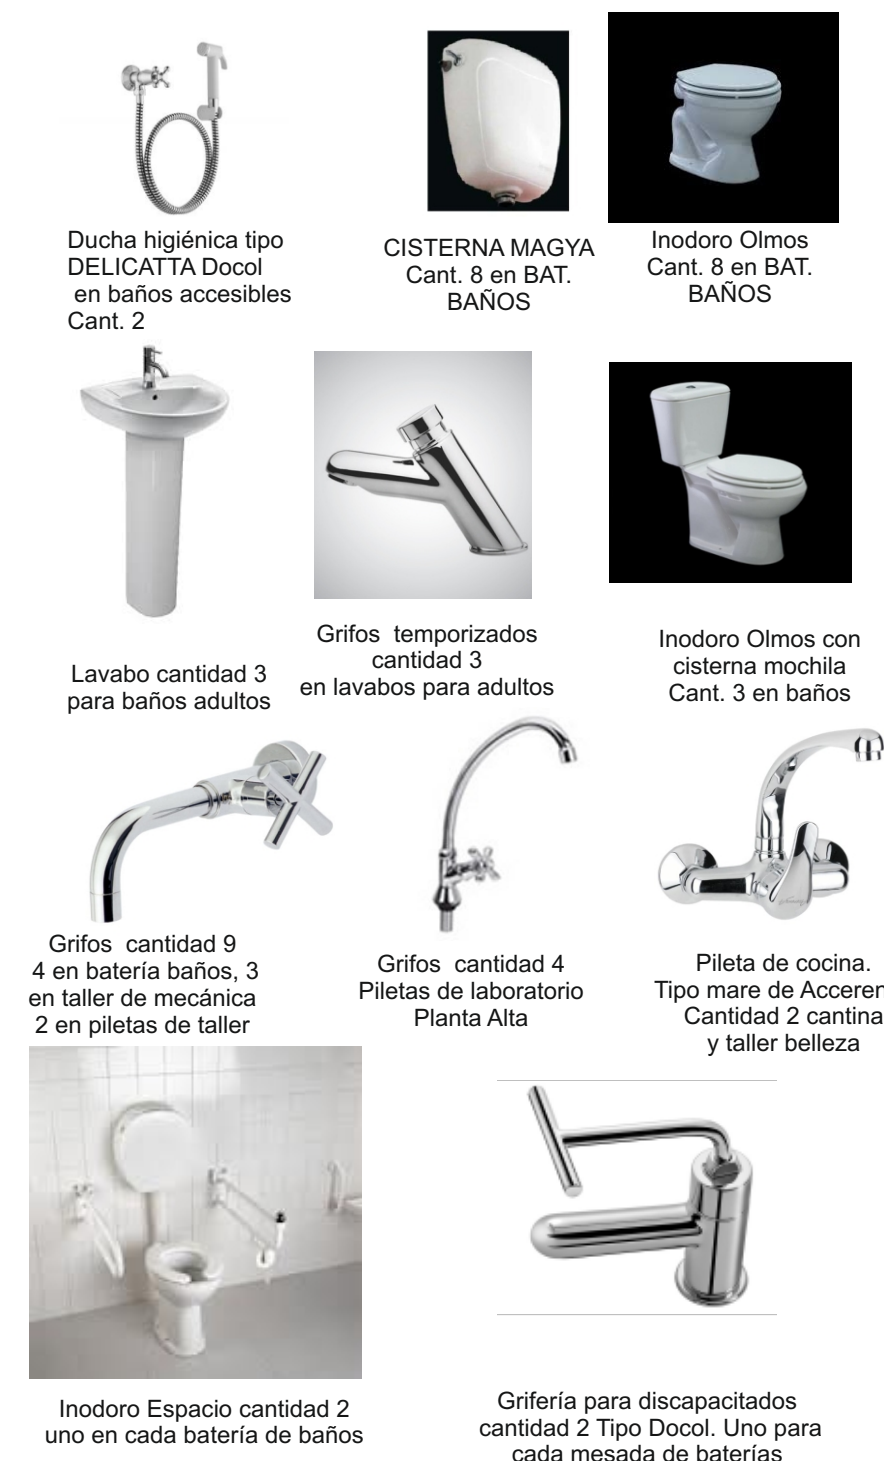 Ducha higiénica tipo
DELICATTA Docol
en baños accesibles
Cant. 2
CISTERNA MAGYA
Cant. 8 en BAT.
BAÑOS
Inodoro Olmos
Cant. 8 en BAT.
BAÑOS
Lavabo cantidad 3
para baños adultos
Grifos temporizados
cantidad 3
en lavabos para adultos
Inodoro Olmos con
cisterna mochila
Cant. 3 en baños
Grifos cantidad 9
4 en batería baños, 3
en taller de mecánica
2 en piletas de taller
Grifos cantidad 4
Piletas de laboratorio
Planta Alta
Pileta de cocina.
Tipo mare de
Cantidad 2 cantina
y taller belleza
Inodoro Espacio cantidad 2
uno en cada batería de baños
Grifería para discapacitados
cantidad 2 Tipo Docol. Uno para
cada mesada de baterías